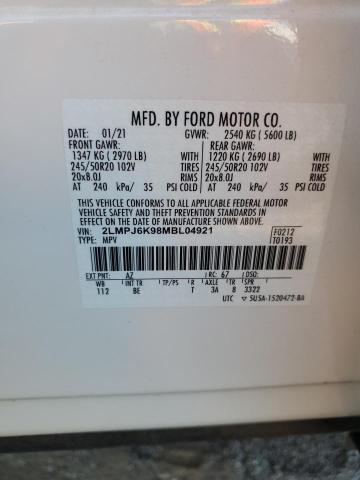 MFD. BY FORD MOTOR CO.
DATE: 01/21 GVWR: 2540 KG ( 5600 LB)
FRONT GAWR: REAR GAWR:
1347 KG ( 2970 LB) WITH 1220 KG ( 2690 LB) WITH
245/50R20 102V TIRES 245/50R20 102V TIRES
20x8.0J RIMS 20x8.0J RIMS
AT 240 kPa/ 35 PSI COLD AT 240 kPa/ 35 PSI COLD
THIS VEHICLE CONFORMS TO ALL APPLICABLE FEDERAL MOTOR
VEHICLE SAFETY AND THEFT PREVENTION STANDARDS IN
EFFECT ON THE DATE OF MANUFACTURE SHOWN ABOVE.
VIN: 2LMPJ6K98MBL04921 F0212
TYPE: MPV T0193
EXT PNT: AZ RC: 67 DSO:
WB INT TR TP/PS R AXLE TR SPR
112 BE T 3A 8 3322
UTC ▽ 5U5A-1520472-BA